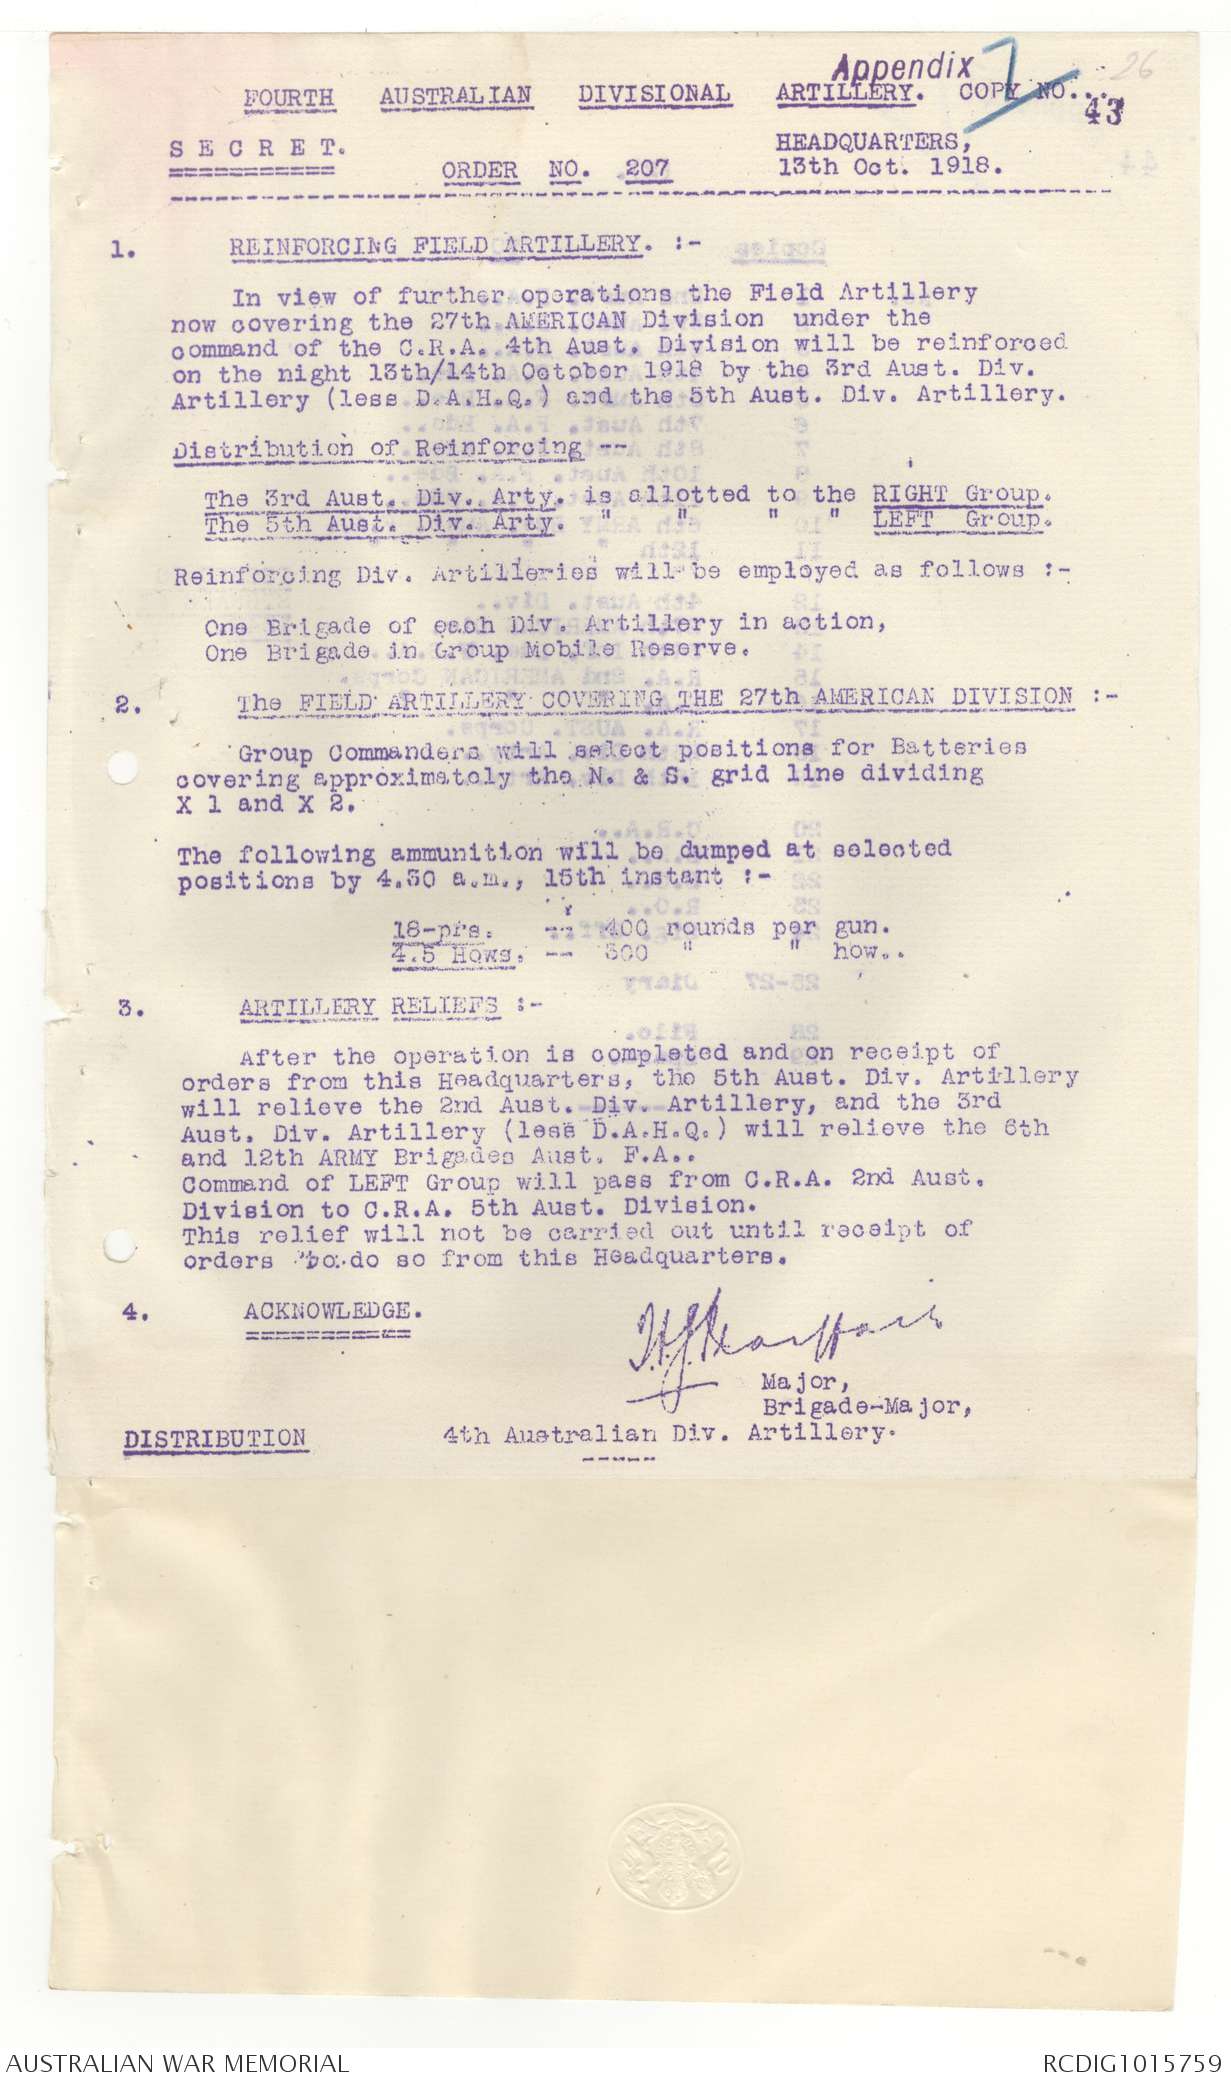 Appendix 7 26
FOURTH AUSTRALIAN DIVISIONAL ARTILLERY. COPY NO....
43
SECRET.
HEADQUARTERS,
ORDER NO. 207 13th Oct. 1918.
1. REINFORCING FIELD ARTILLERY. :-
In view of further operations the Field Artillery
now covering the 27th AMERICAN Division under the
command of the C.R.A. 4th Aust. Division will be reinforced
on the night 13th/14th October 1918 by the 3rd Aust. Div.
Artillery (less D.A.H.Q.) and the 5th Aust. Div. Artillery.
Distribution of Reinforcing --
The 3rd Aust. Div. Arty. is allotted to the RIGHT Group.
The 5th Aust. Div. Arty. " " " " LEFT Group.
Reinforcing Div. Artilleries will be employed as follows :-
One Brigade of each Div. Artillery in action,
One Brigade in Group Mobile Reserve.
2. The FIELD ARTILLERY COVERING THE 27th AMERICAN DIVISION :-
Group Commanders will select positions for Batteries
covering approximately the N. & S. grid line dividing
X 1 and X 2.
The following ammunition will be dumped at selected
positions by 4.30 a.m., 15th instant :-
18-prs. -- 400 rounds per gun.
4.5 Hows. -- 300 " " how..
3. ARTILLERY RELIEFS :-
After the operation is completed and on receipt of
orders from this Headquarters, the 5th Aust. Div. Artillery
will relieve the 2nd Aust. Div. Artillery, and the 3rd
Aust. Div. Artillery (less D.A.H.Q.) will relieve the 6th
and 12th ARMY Brigades Aust. F.A..
Command of LEFT Group will pass from C.R.A. 2nd Aust.
Division to C.R.A. 5th Aust. Division.
This relief will not be carried out until receipt of
orders to do so from this Headquarters.
4. ACKNOWLEDGE.
Major,
Brigade-Major,
DISTRIBUTION 4th Australian Div. Artillery.
AUSTRALIAN WAR MEMORIAL RCDIG1015759